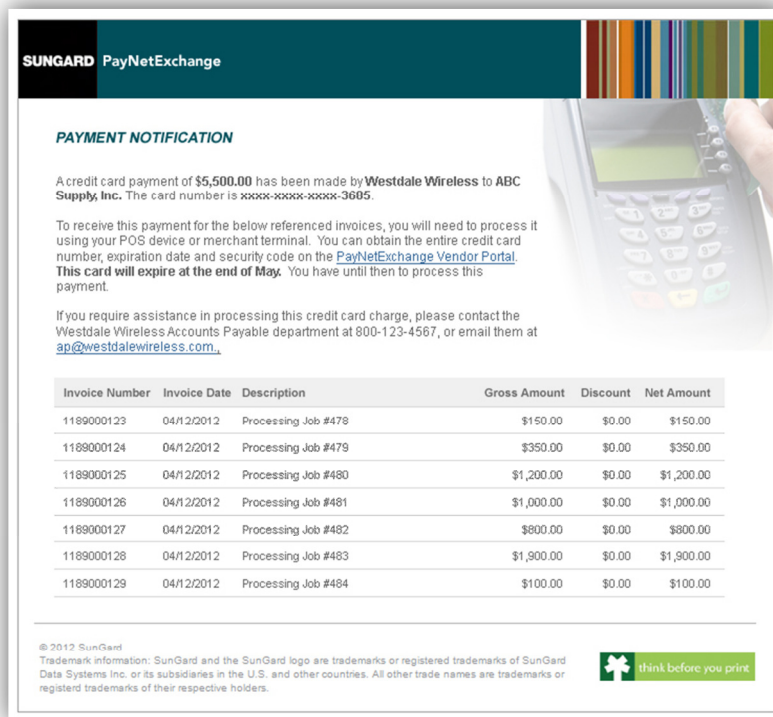 SUNGARD PayNetExchange
PAYMENT NOTIFICATION
A credit card payment of $5,500.00 has been made by Westdale Wireless to ABC
Supply, Inc. The card number is xxxx-xxxx-xxxx-3605.
To receive this payment for the below referenced invoices, you will need to process it
using your POS device or merchant terminal. You can obtain the entire credit card
number, expiration date and security code on the PayNetExchange Vendor Portal.
This card will expire at the end of May. You have until then to process this
payment.
If you require assistance in processing this credit card charge, please contact the
Westdale Wireless Accounts Payable department at 800-123-4567, or email them at
ap@westdalewireless.com.,
Invoice Number Invoice Date Description Gross Amount Discount Net Amount
1189000123 04/12/2012 Processing Job #478 $150.00 $0.00 $150.00
1189000124 04/12/2012 Processing Job #479 $350.00 $0.00 $350.00
1189000125 04/12/2012 Processing Job #480 $1,200.00 $0.00 $1,200.00
1189000126 04/12/2012 Processing Job #481 $1,000.00 $0.00 $1,000.00
1189000127 04/12/2012 Processing Job #482 $800.00 $0.00 $800.00
1189000128 04/12/2012 Processing Job #483 $1,900.00 $0.00 $1,900.00
1189000129 04/12/2012 Processing Job #484 $100.00 $0.00 $100.00
© 2012 SunGard
Trademark information: SunGard and the SunGard logo are trademarks or registered trademarks of SunGard
Data Systems Inc. or its subsidiaries in the U.S. and other countries. All other trade names are trademarks or
registerd trademarks of their respective holders.
think before you print